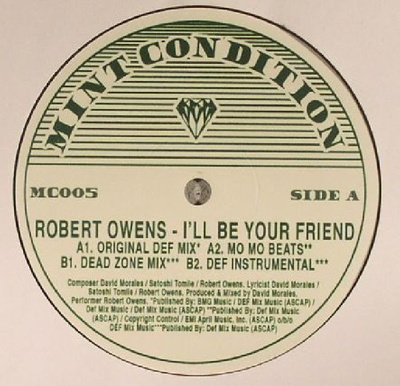 MINT CONDITION
MC005 SIDE A
ROBERT OWENS - I'LL BE YOUR FRIEND
A1. ORIGINAL DEF MIX* A2. MO MO BEATS**
B1. DEAD ZONE MIX*** B2. DEF INSTRUMENTAL***
Composer David Morales / Satoshi Tomiie / Robert Owens. Lyricist David Morales /
Satoshi Tomiie / Robert Owens. Produced & Mixed by David Morales.
Performer Robert Owens. *Published By: BMG Music / DEF Mix Music (ASCAP) /
Def Mix Music / Def Mix Music (ASCAP) **Published By: Def Mix Music
(ASCAP) / Copyright Control / EMI April Music. Inc. (ASCAP) o/b/o
DEF Mix Music***Published By: Def Mix Music (ASCAP)